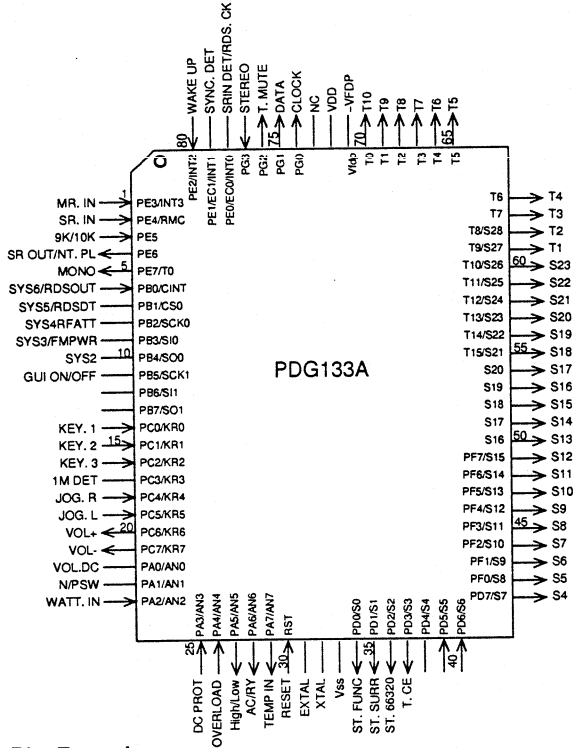 80 WAKE UP
SYNC. DET
SRIN DET/RDS. CK
STEREO
T. MUTE
75 DATA
CLOCK
NC
VDD
-VFDP
70 T10
T9
T8
T7
T6
65 T5
PE2/INT2
PE1/EC1/INT1
PE0/EC0/INT0
PG3
PG2
PG1
PG0
Vfdp
T0
T1
T2
T3
T4
T5
MR. IN 1 PE3/INT3
SR. IN PE4/RMC
9K/10K PE5
SR OUT/NT. PL PE6
MONO 5 PE7/T0
SYS6/RDSOUT PB0/CINT
SYS5/RDSDT PB1/CS0
SYS4RFATT PB2/SCK0
SYS3/FMPWR PB3/SI0
SYS2 10 PB4/SO0
GUI ON/OFF PB5/SCK1
PB6/SI1
PB7/SO1
KEY. 1 PC0/KR0
KEY. 2 15 PC1/KR1
KEY. 3 PC2/KR2
1M DET PC3/KR3
JOG. R PC4/KR4
JOG. L PC5/KR5
VOL+ 20 PC6/KR6
VOL- PC7/KR7
VOL.DC PA0/AN0
N/PSW PA1/AN1
WATT. IN PA2/AN2
PDG133A
T6 T4
T7 T3
T8/S28 T2
T9/S27 T1
T10/S26 60 S23
T11/S25 S22
T12/S24 S21
T13/S23 S20
T14/S22 S19
T15/S21 55 S18
S20 S17
S19 S16
S18 S15
S17 S14
S16 50 S13
PF7/S15 S12
PF6/S14 S11
PF5/S13 S10
PF4/S12 S9
PF3/S11 45 S8
PF2/S10 S7
PF1/S9 S6
PF0/S8 S5
PD7/S7 S4
PA3/AN3
PA4/AN4
PA5/AN5
PA6/AN6
PA7/AN7
RST
PD0/S0
PD1/S1
PD2/S2
PD3/S3
PD4/S4
PD5/S5
PD6/S6
25 DC PROT
OVERLOAD
High/Low
AC/RY
TEMP IN
30 RESET
EXTAL
XTAL
Vss
ST. FUNC
35 ST. SURR
ST. 66320
T. CE
40